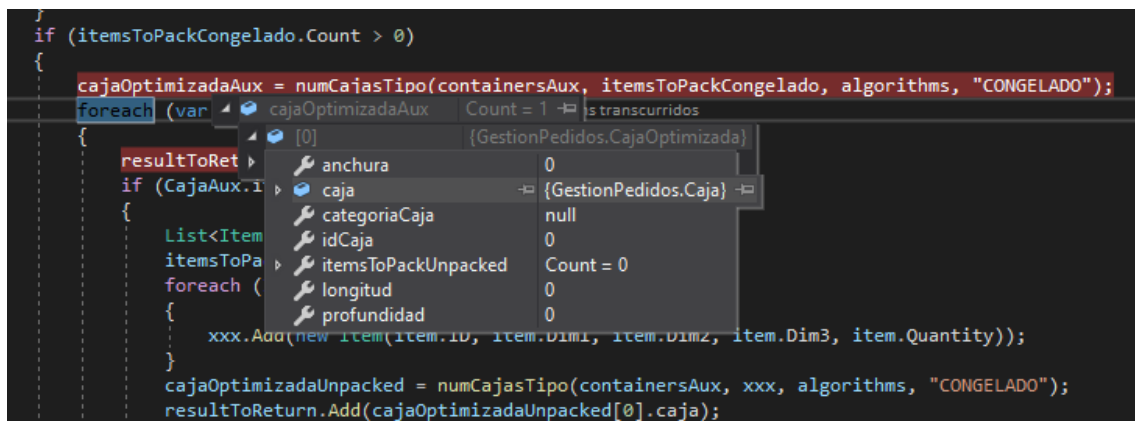 }
if (itemsToPackCongelado.Count > 0)
{
cajaOptimizadaAux = numCajasTipo(containersAux, itemsToPackCongelado, algorithms, "CONGELADO");
foreach (var cajaOptimizadaAux Count = 1 s transcurridos
{ [0] {GestionPedidos.CajaOptimizada}
resultToRet anchura 0
if (CajaAux.i caja {GestionPedidos.Caja}
{ categoriaCaja null
List<Item idCaja 0
itemsToPa itemsToPackUnpacked Count = 0
foreach ( longitud 0
{ profundidad 0
xxx.Add(new Item(item.ID, item.Dim1, item.Dim2, item.Dim3, item.Quantity));
}
cajaOptimizadaUnpacked = numCajasTipo(containersAux, xxx, algorithms, "CONGELADO");
resultToReturn.Add(cajaOptimizadaUnpacked[0].caja);